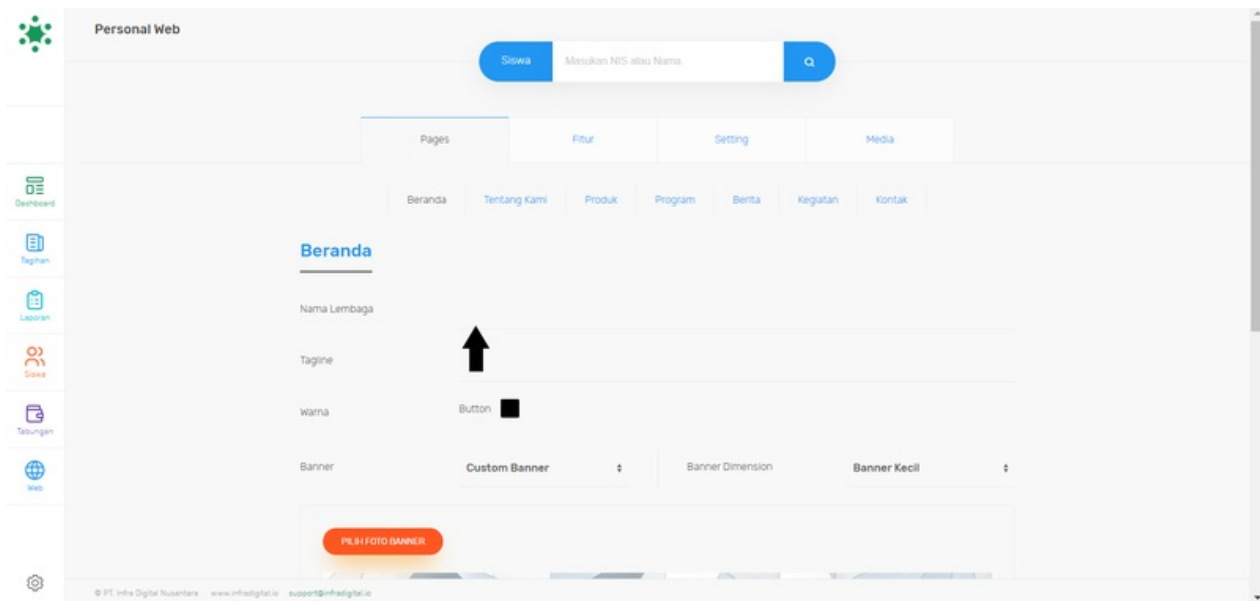 Personal Web
Siswa Masukan NIS atau Nama
Pages Fitur Setting Media
Dashboard
Beranda Tentang Kami Produk Program Berita Kegiatan Kontak
Tagihan
Beranda
Laporan
Nama Lembaga
Siswa
Tagline
Tabungan
Warna Button
Web
Banner Custom Banner Banner Dimension Banner Kecil
PILIH FOTO BANNER
© PT. Infra Digital Nusantara www.infradigital.io support@infradigital.io